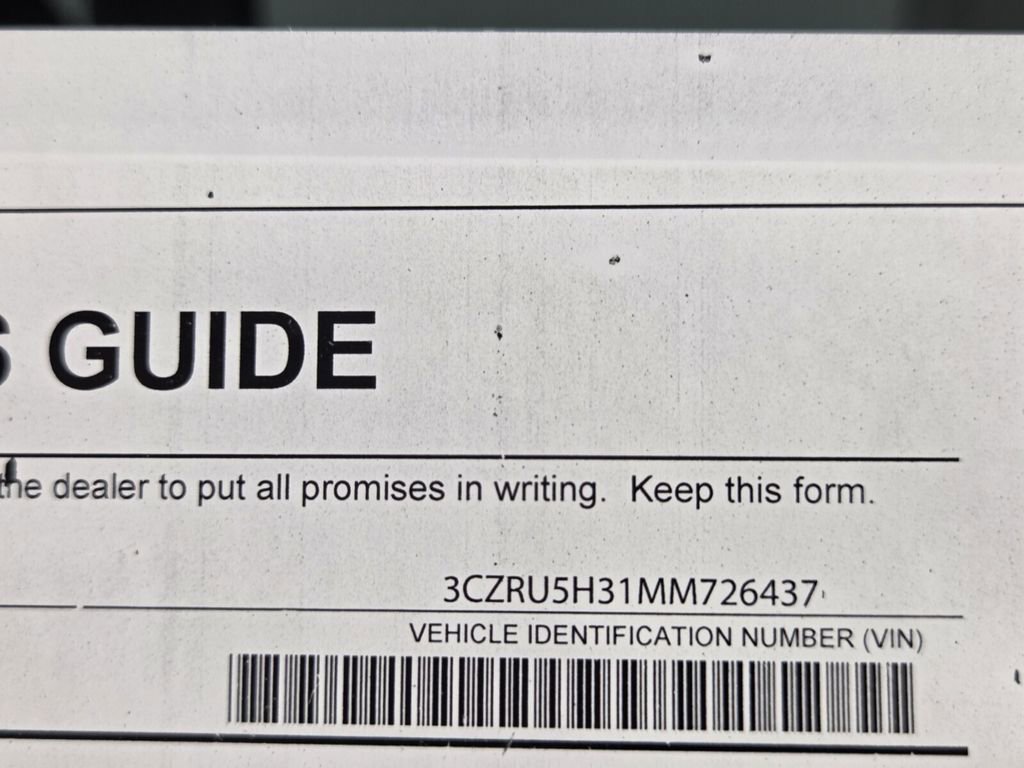 GUIDE
the dealer to put all promises in writing. Keep this form.
3CZRU5H31MM726437
VEHICLE IDENTIFICATION NUMBER (VIN)